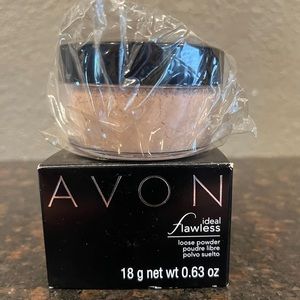 AVON
ideal
flawless
loose powder
poudre libre
polvo suelto
18 g net wt 0.63 oz